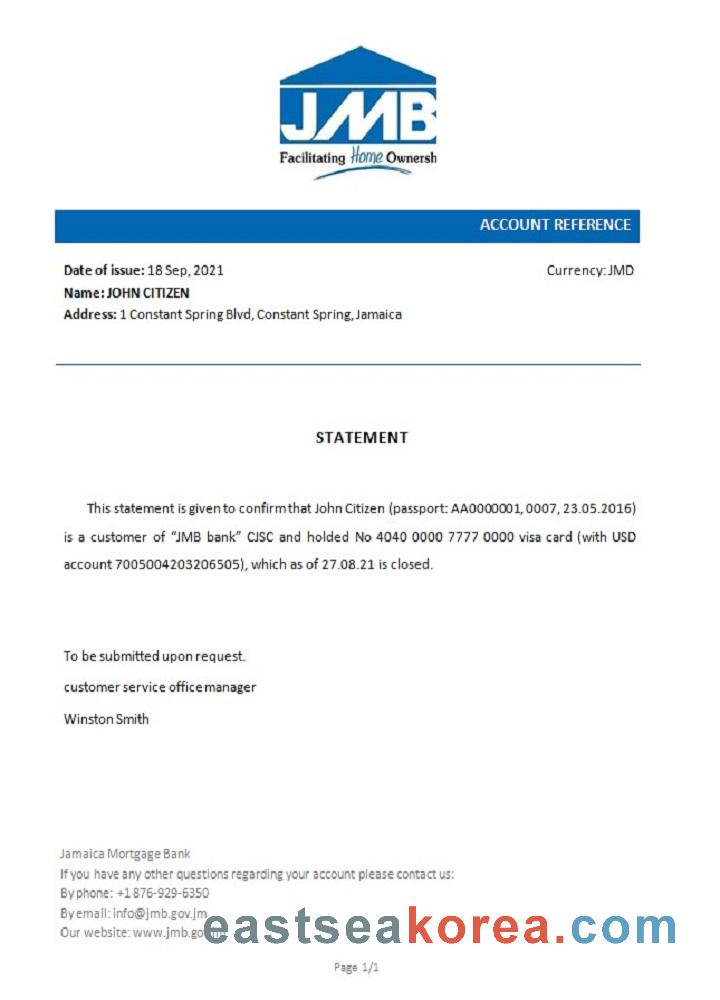 JMB
Facilitating Home Ownersh
ACCOUNT REFERENCE
Date of issue: 18 Sep, 2021
Currency: JMD
Name: JOHN CITIZEN
Address: 1 Constant Spring Blvd, Constant Spring, Jamaica
STATEMENT
This statement is given to confirm that John Citizen (passport: AA0000001, 0007, 23.05.2016)
is a customer of “JMB bank” CJSC and holded No 4040 0000 7777 0000 visa card (with USD
account 7005004203206505), which as of 27.08.21 is closed.
To be submitted upon request.
customer service office manager
Winston Smith
Jamaica Mortgage Bank
If you have any other questions regarding your account please contact us:
By phone: +1 876-929-6350
By email: info@jmb.gov.jm
Our website: www.jmb.go
eastseakorea.com
Page 1/1